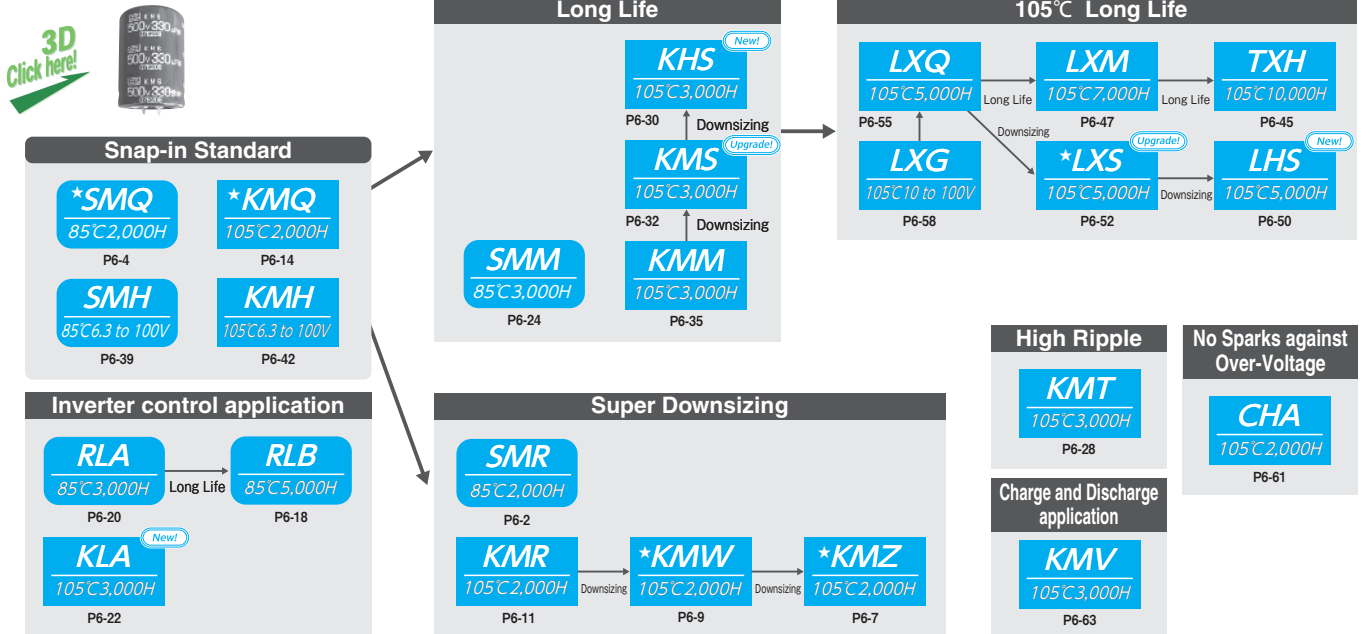 3D
Click here!
500v330µF
500v330
500v330
Snap-in Standard
★SMQ
85℃2,000H
P6-4
★KMQ
105℃2,000H
P6-14
SMH
85℃6.3 to 100V
P6-39
KMH
105℃6.3 to 100V
P6-42
Inverter control application
RLA
85℃3,000H
P6-20
Long Life
RLB
85℃5,000H
P6-18
New!
KLA
105℃3,000H
P6-22
Long Life
New!
KHS
105℃3,000H
P6-30
Downsizing
Upgrade!
KMS
105℃3,000H
P6-32
Downsizing
SMM
85℃3,000H
P6-24
KMM
105℃3,000H
P6-35
Super Downsizing
SMR
85℃2,000H
P6-2
KMR
105℃2,000H
P6-11
Downsizing
★KMW
105℃2,000H
P6-9
Downsizing
★KMZ
105℃2,000H
P6-7
105℃ Long Life
LXQ
105℃5,000H
P6-55
Long Life
LXM
105℃7,000H
P6-47
Long Life
TXH
105℃10,000H
P6-45
Downsizing
LXG
105℃10 to 100V
P6-58
Upgrade!
★LXS
105℃5,000H
P6-52
Downsizing
New!
LHS
105℃5,000H
P6-50
High Ripple
KMT
105℃3,000H
P6-28
Charge and Discharge
application
KMV
105℃3,000H
P6-63
No Sparks against
Over-Voltage
CHA
105℃2,000H
P6-61